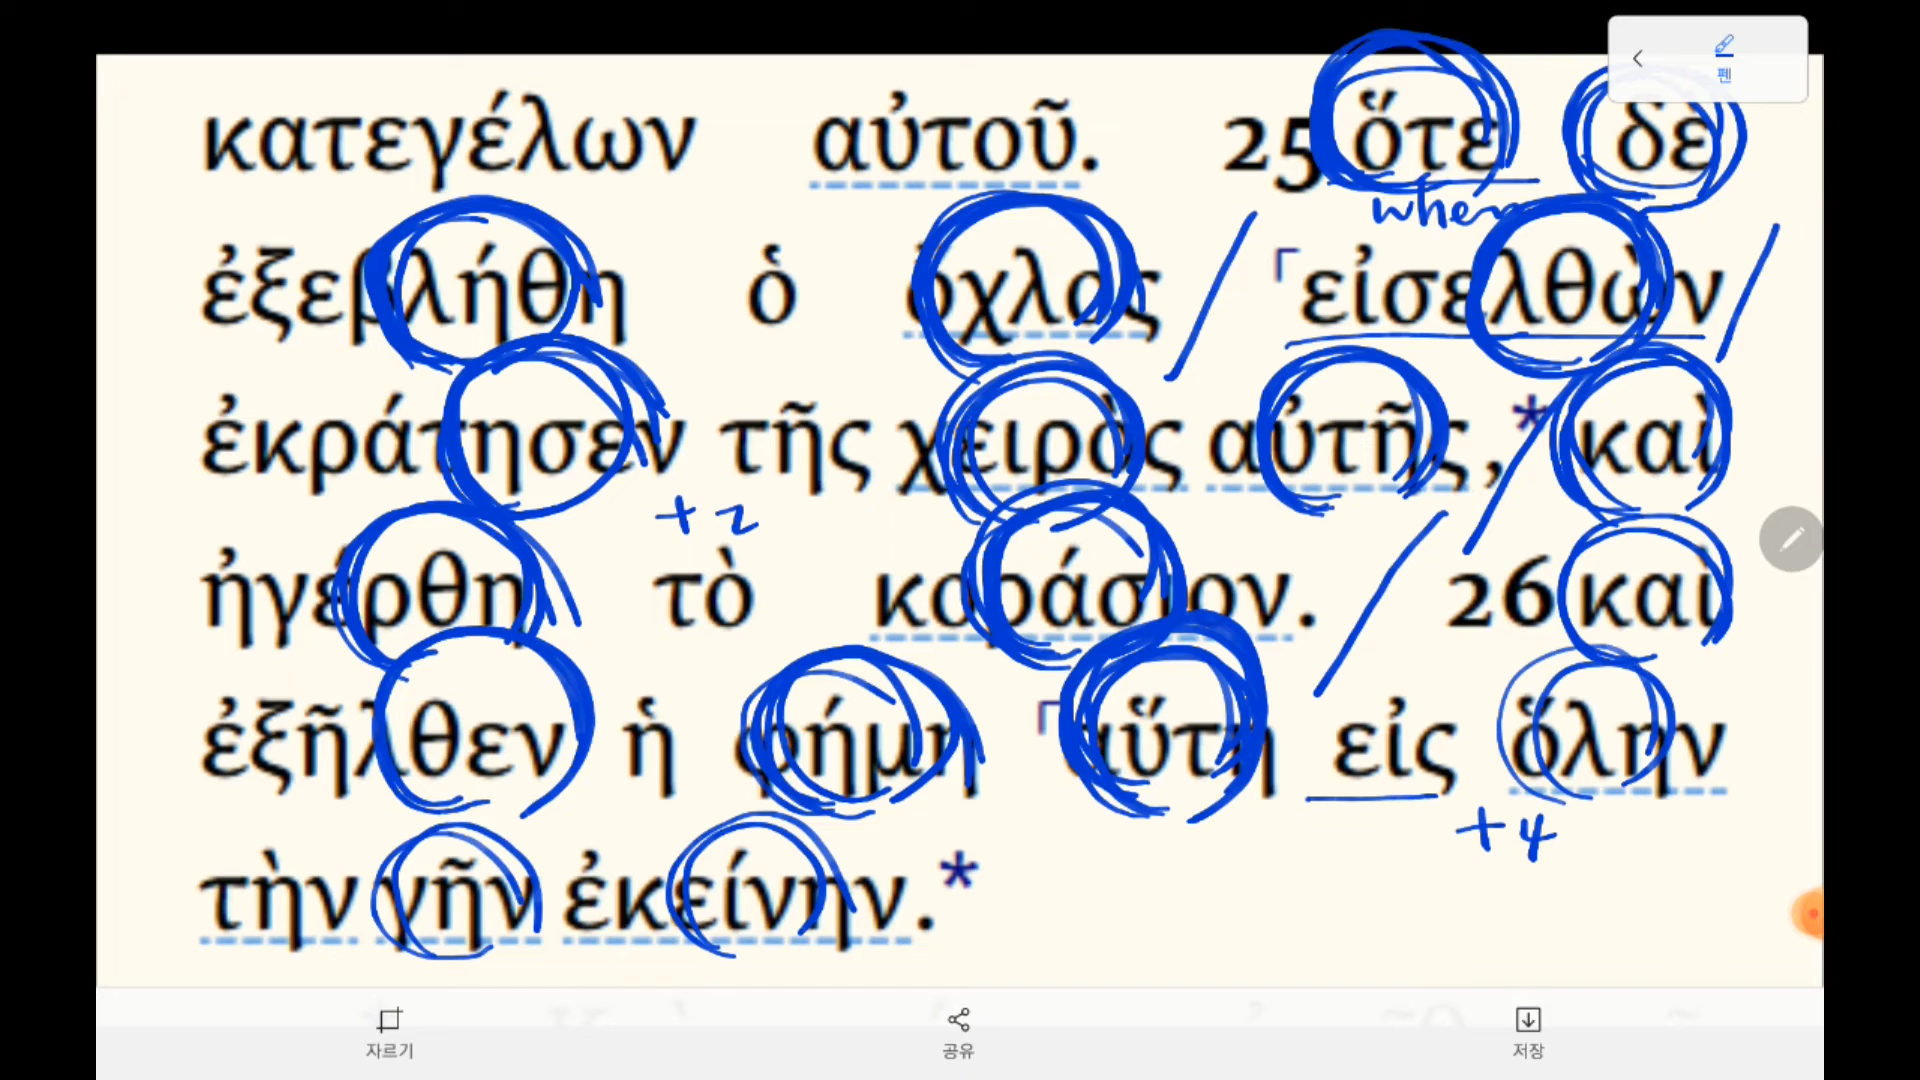 펜
κατεγέλων αὐτοῦ. 25 ὅτε δὲ
when
ἐξεβλήθη ὁ ὄχλος ⸀εἰσελθὼν
ἐκράτησεν τῆς χειρὸς αὐτῆς,* καὶ
+2
ἠγέρθη τὸ κοράσιον. 26 καὶ
ἐξῆλθεν ἡ φήμη ⸀αὕτη εἰς ὅλην
+4
τὴν γῆν ἐκείνην.*
자르기 공유 저장